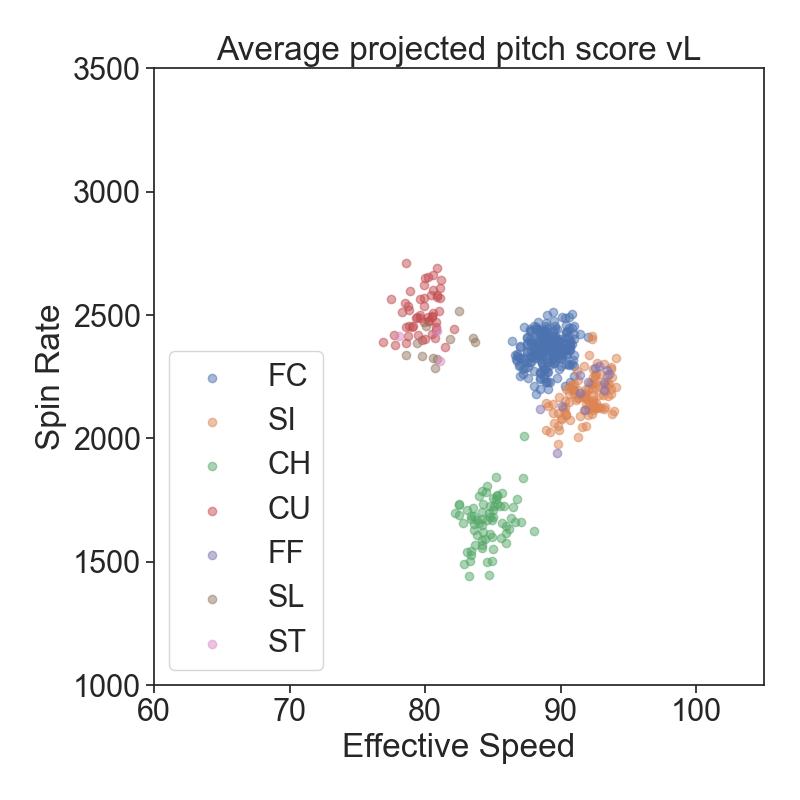 Average projected pitch score vL
3500
3000
2500
2000
1500
1000
Spin Rate
FC
SI
CH
CU
FF
SL
ST
60 70 80 90 100
Effective Speed